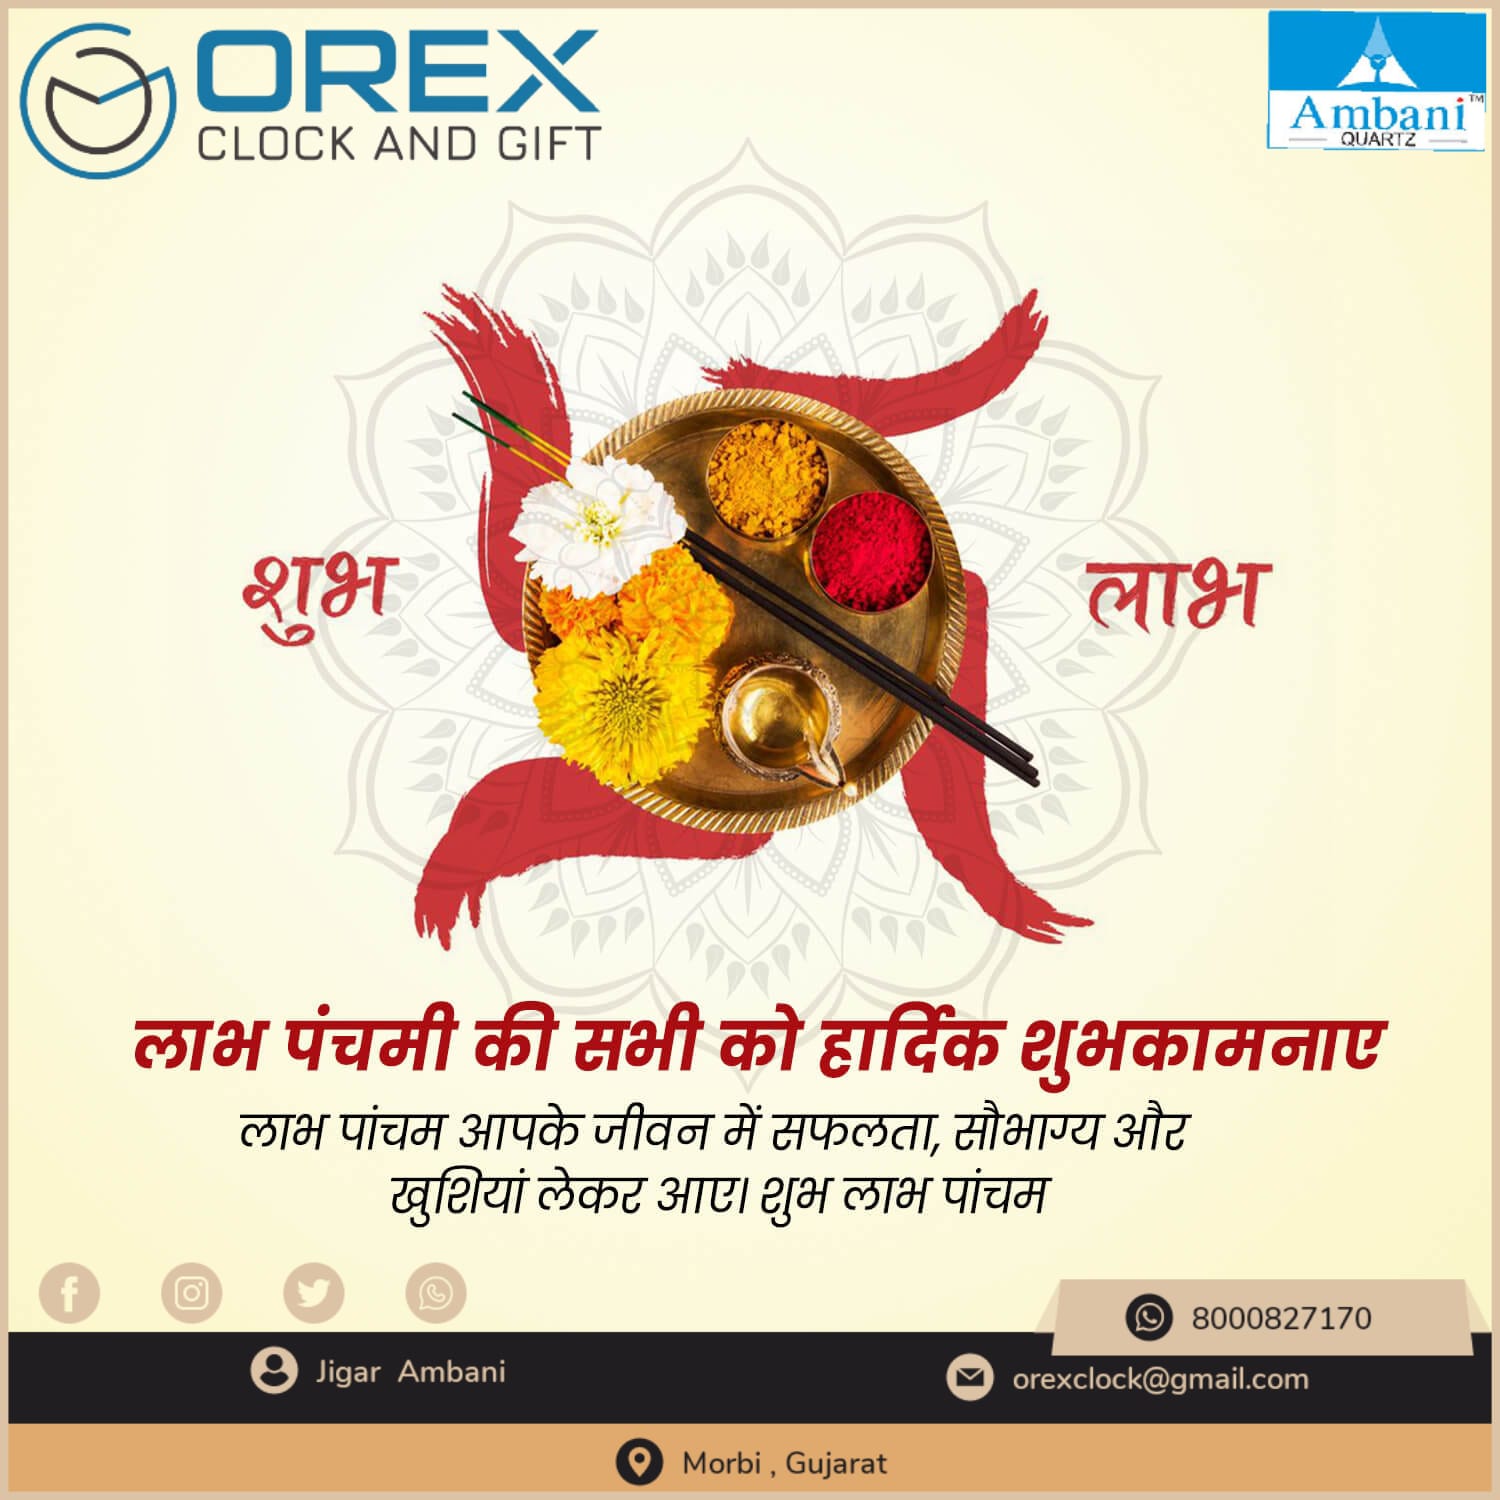 OREX
CLOCK AND GIFT
Ambani™
QUARTZ
शुभ
लाभ
लाभ पंचमी की सभी को हार्दिक शुभकामनाए
लाभ पांचम आपके जीवन में सफलता, सौभाग्य और
खुशियां लेकर आए। शुभ लाभ पांचम
8000827170
Jigar Ambani
orexclock@gmail.com
Morbi , Gujarat